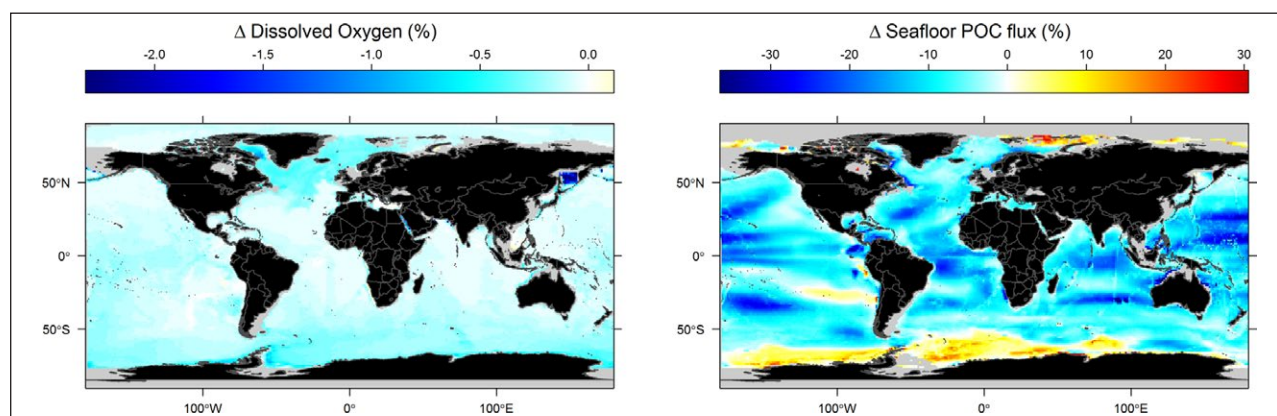 Δ Dissolved Oxygen (%)
-2.0 -1.5 -1.0 -0.5 0.0
50°N
0°
50°S
100°W 0° 100°E
Δ Seafloor POC flux (%)
-30 -20 -10 0 10 20 30
50°N
0°
50°S
100°W 0° 100°E